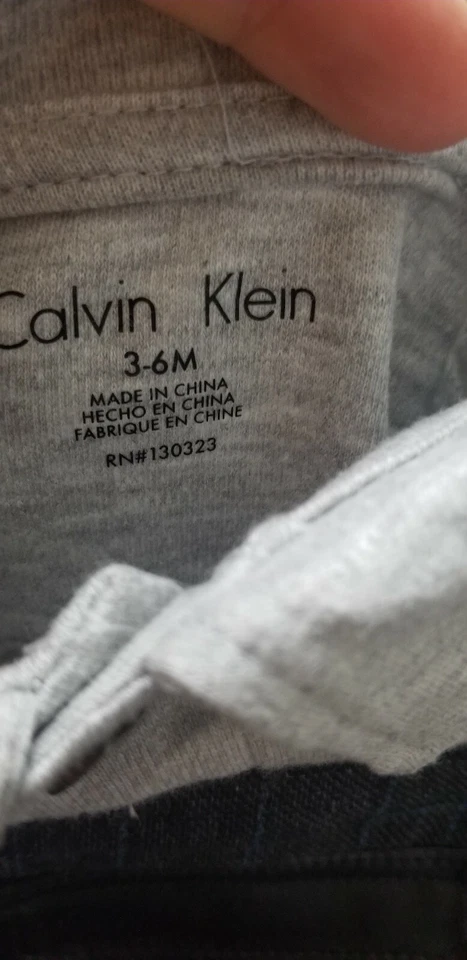 Calvin Klein
3-6M
MADE IN CHINA
HECHO EN CHINA
FABRIQUE EN CHINE
RN#130323